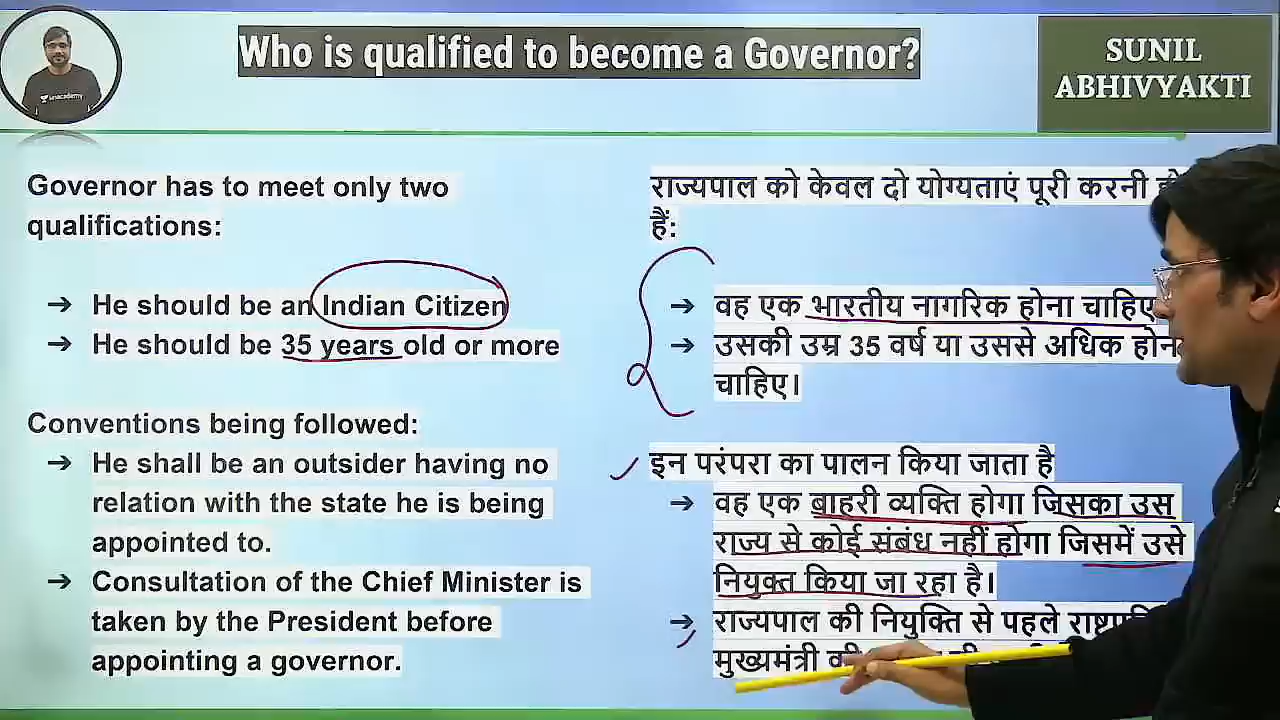 Who is qualified to become a Governor?
SUNIL
ABHIVYAKTI
unacademy
Governor has to meet only two
qualifications:
➔ He should be an Indian Citizen
➔ He should be 35 years old or more
Conventions being followed:
➔ He shall be an outsider having no
relation with the state he is being
appointed to.
➔ Consultation of the Chief Minister is
taken by the President before
appointing a governor.
राज्यपाल को केवल दो योग्यताएं पूरी करनी
हैं:
➔ वह एक भारतीय नागरिक होना चाहिए
➔ उसकी उम्र 35 वर्ष या उससे अधिक
चाहिए।
इन परंपरा का पालन किया जाता है
➔ वह एक बाहरी व्यक्ति होगा जिसका उस
राज्य से कोई संबंध नहीं होगा जिसमें उसे
नियुक्त किया जा रहा है।
➔ राज्यपाल की नियुक्ति से पहले
मुख्यमंत्री